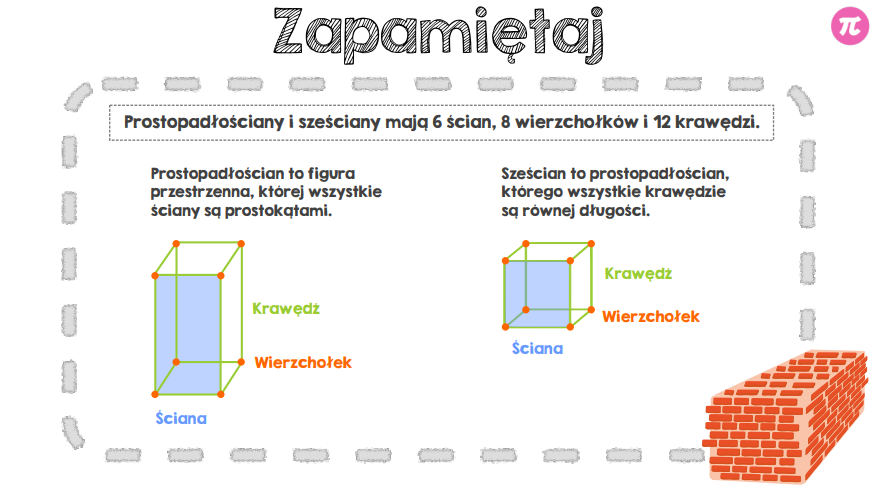 Zapamiętaj
π
Prostopadłościany i sześciany mają 6 ścian, 8 wierzchołków i 12 krawędzi.
Prostopadłościan to figura
przestrzenna, której wszystkie
ściany są prostokątami.
Krawędź
Wierzchołek
Ściana
Sześcian to prostopadłościan,
którego wszystkie krawędzie
są równej długości.
Krawędź
Wierzchołek
Ściana